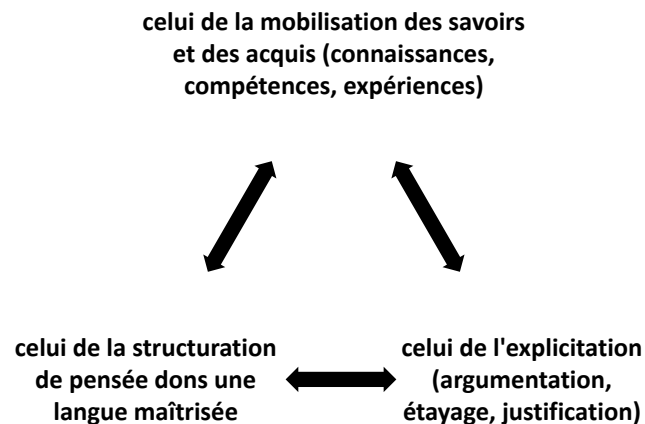 celui de la mobilisation des savoirs
et des acquis (connaissances,
compétences, expériences)
celui de la structuration
de pensée dons une
langue maîtrisée
celui de l'explicitation
(argumentation,
étayage, justification)